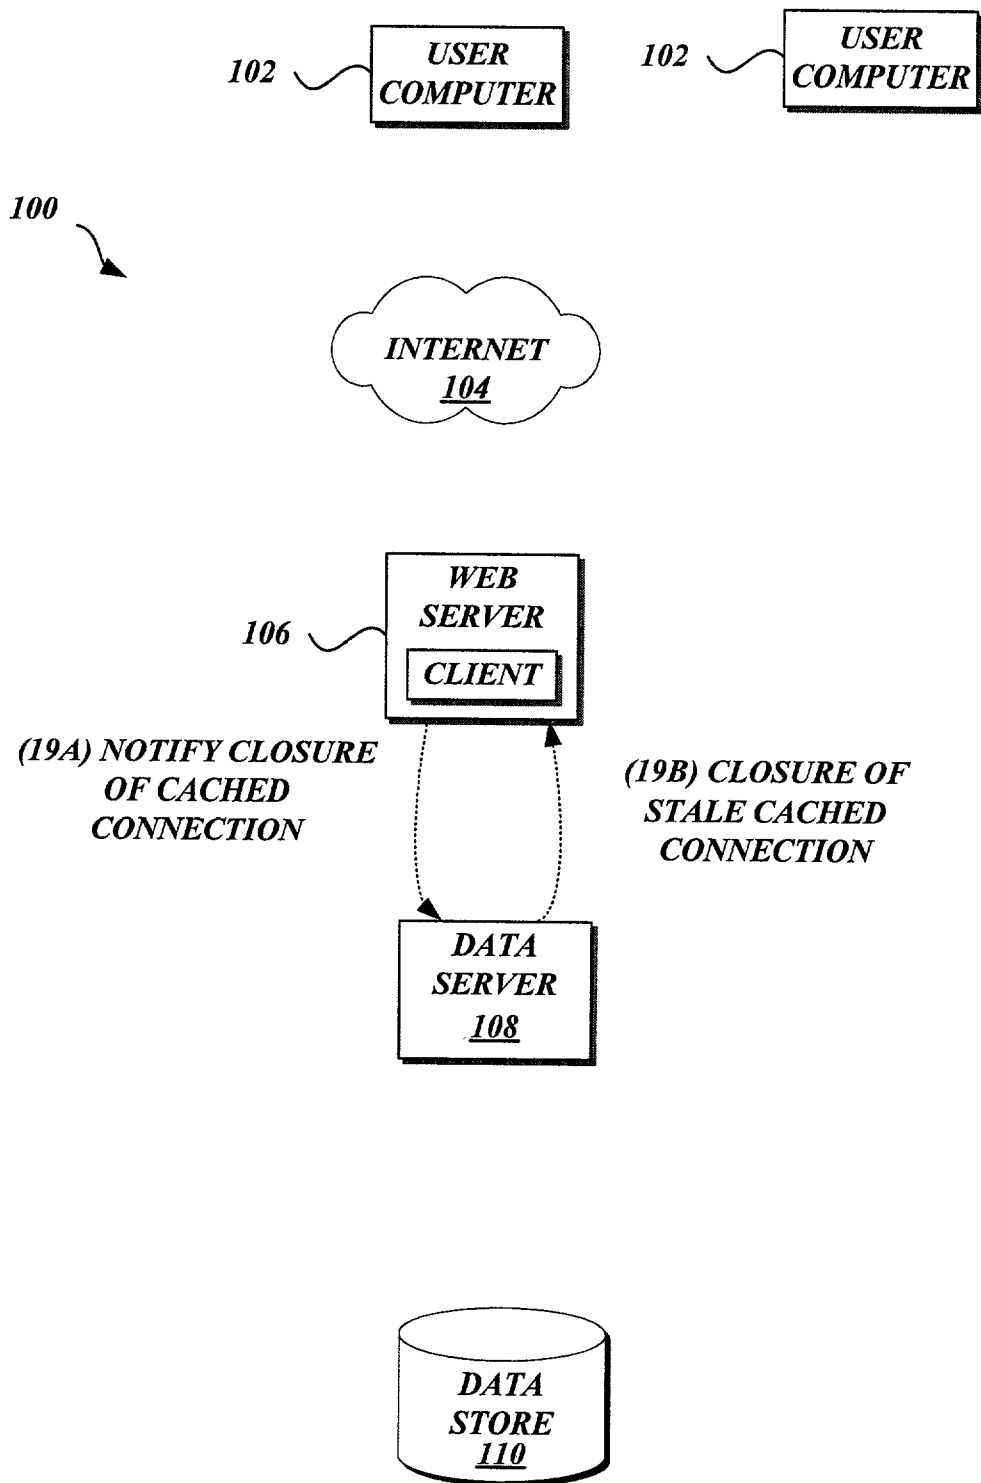 USER
COMPUTER
102
USER
COMPUTER
102
100
INTERNET
104
WEB
SERVER
106
CLIENT
(19A) NOTIFY CLOSURE
OF CACHED
CONNECTION
(19B) CLOSURE OF
STALE CACHED
CONNECTION
DATA
SERVER
108
DATA
STORE
110